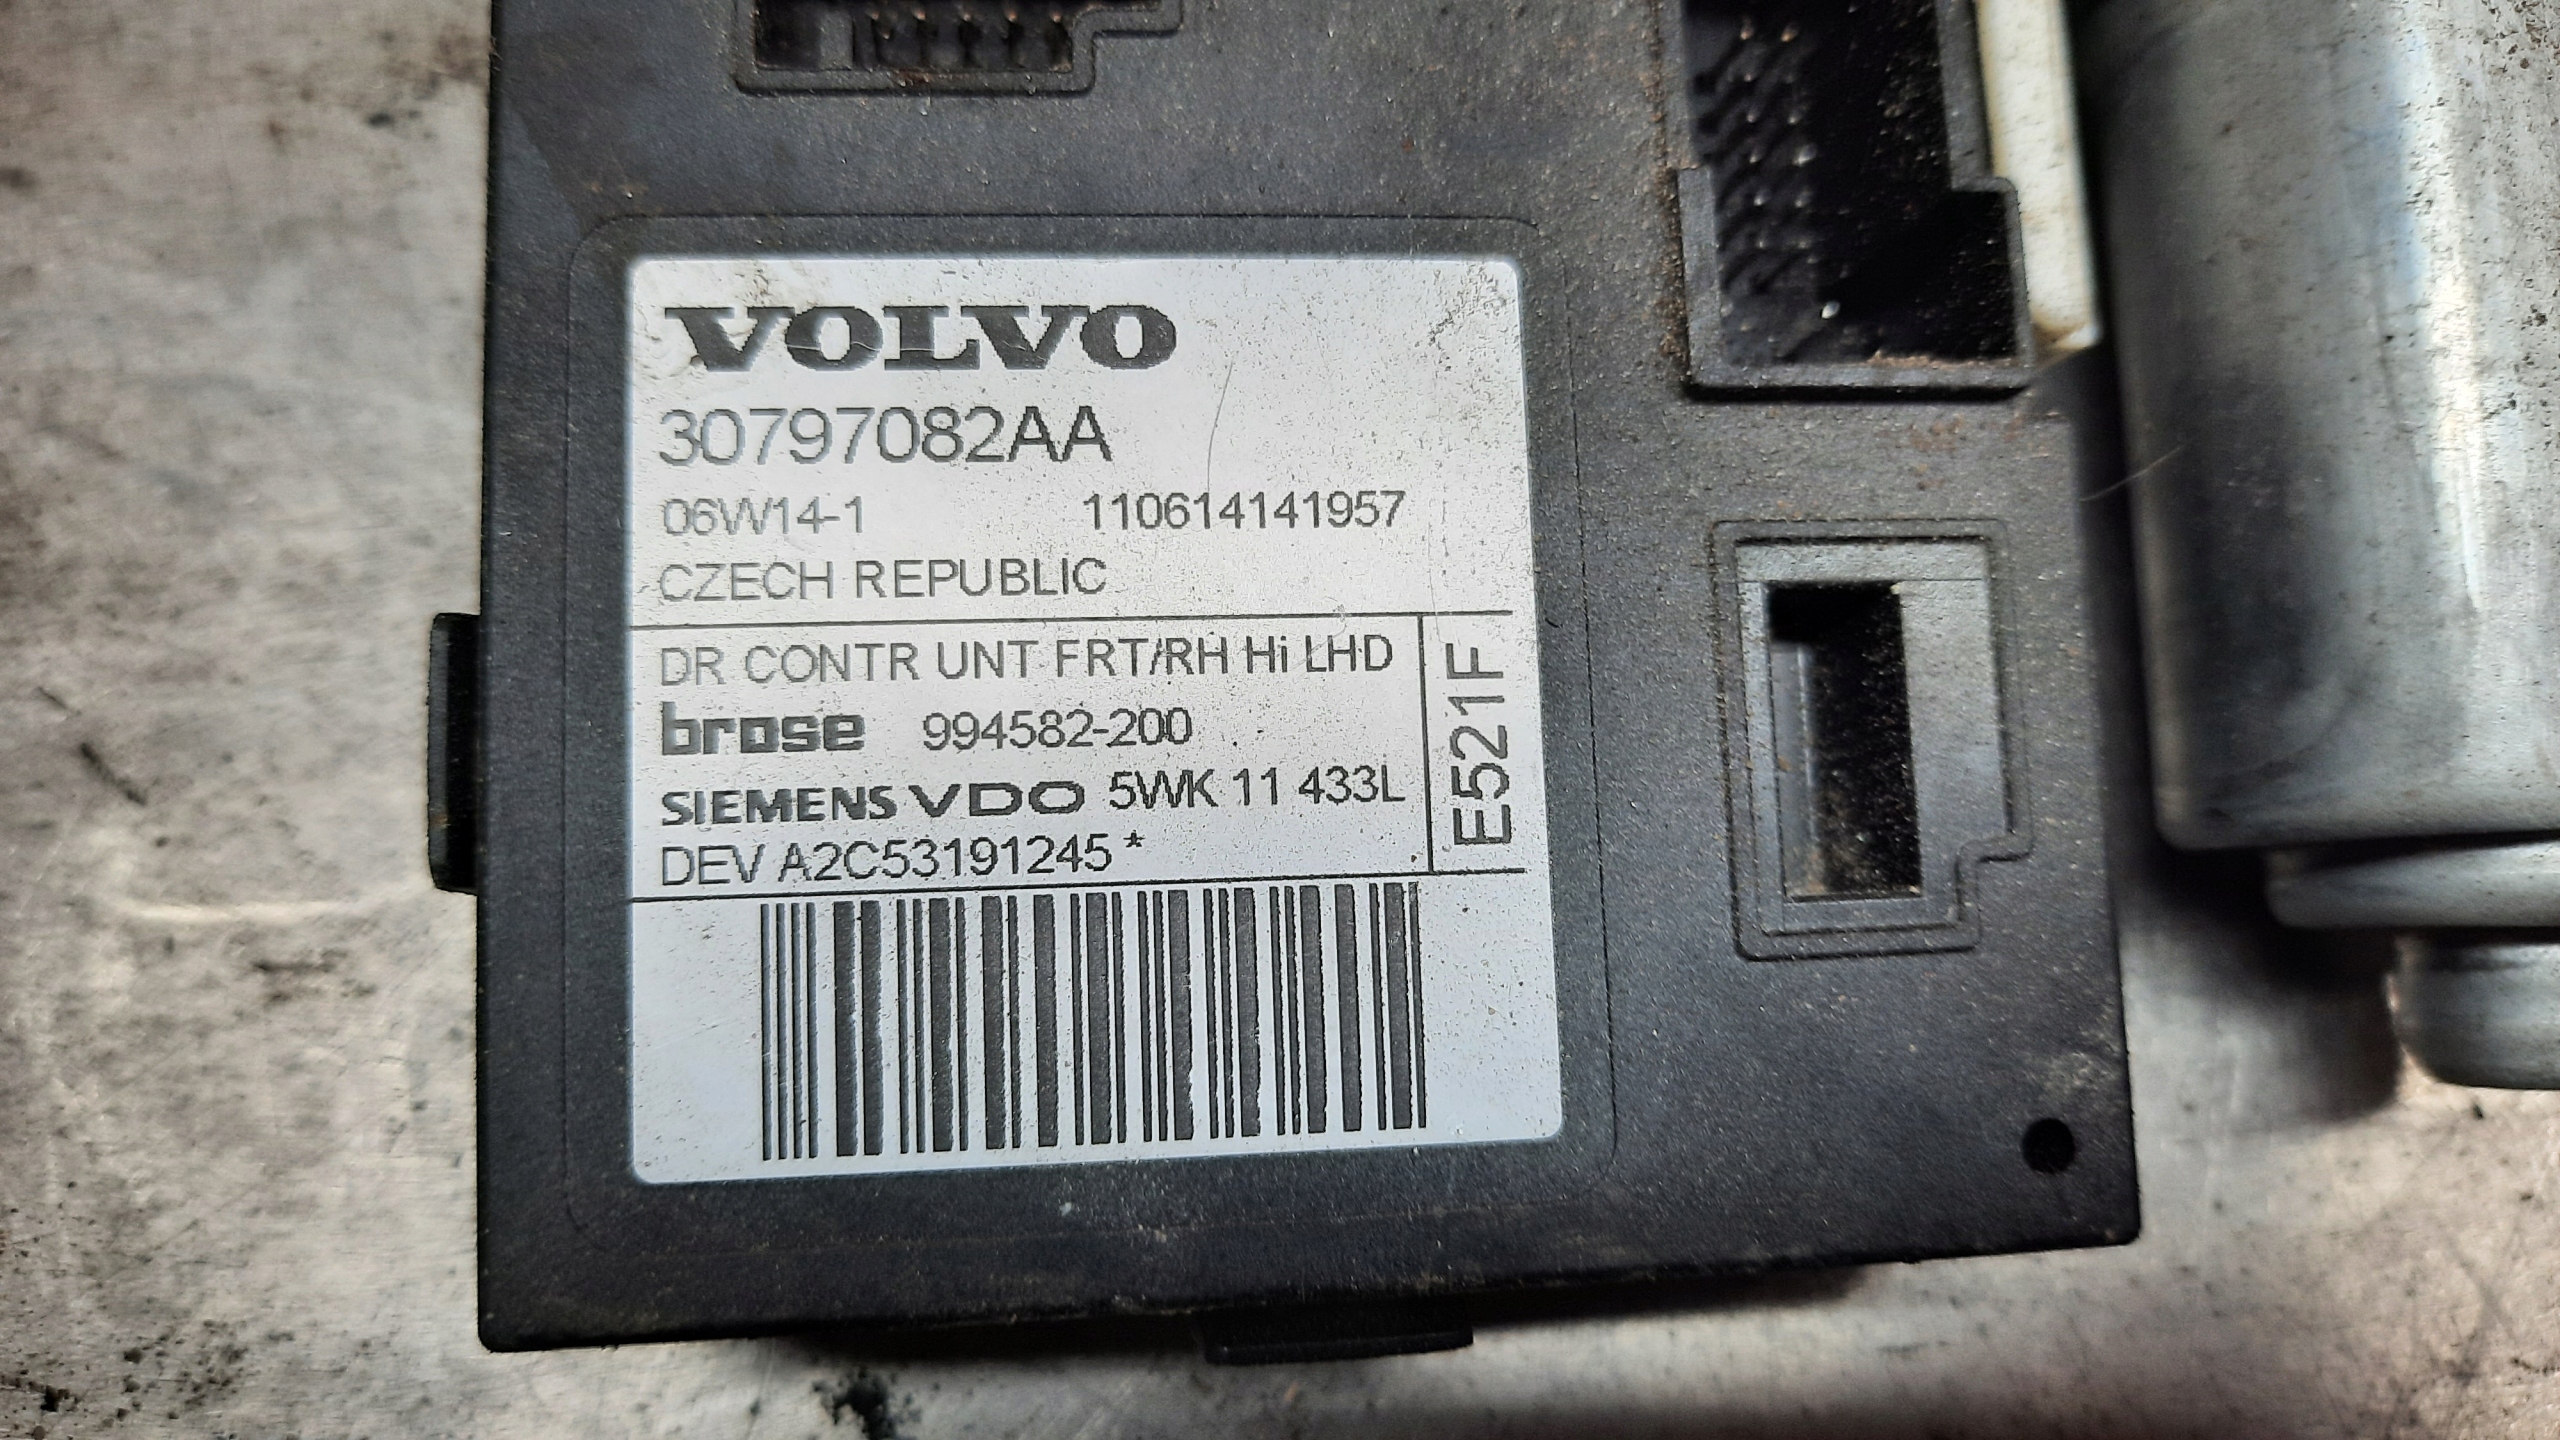 VOLVO
30797082AA
06W14-1 110614141957
CZECH REPUBLIC
DR CONTR UNT FRT/RH Hi LHD
brose 994582-200
SIEMENS VDO 5WK 11 433L
DEV A2C53191245 *
E521F